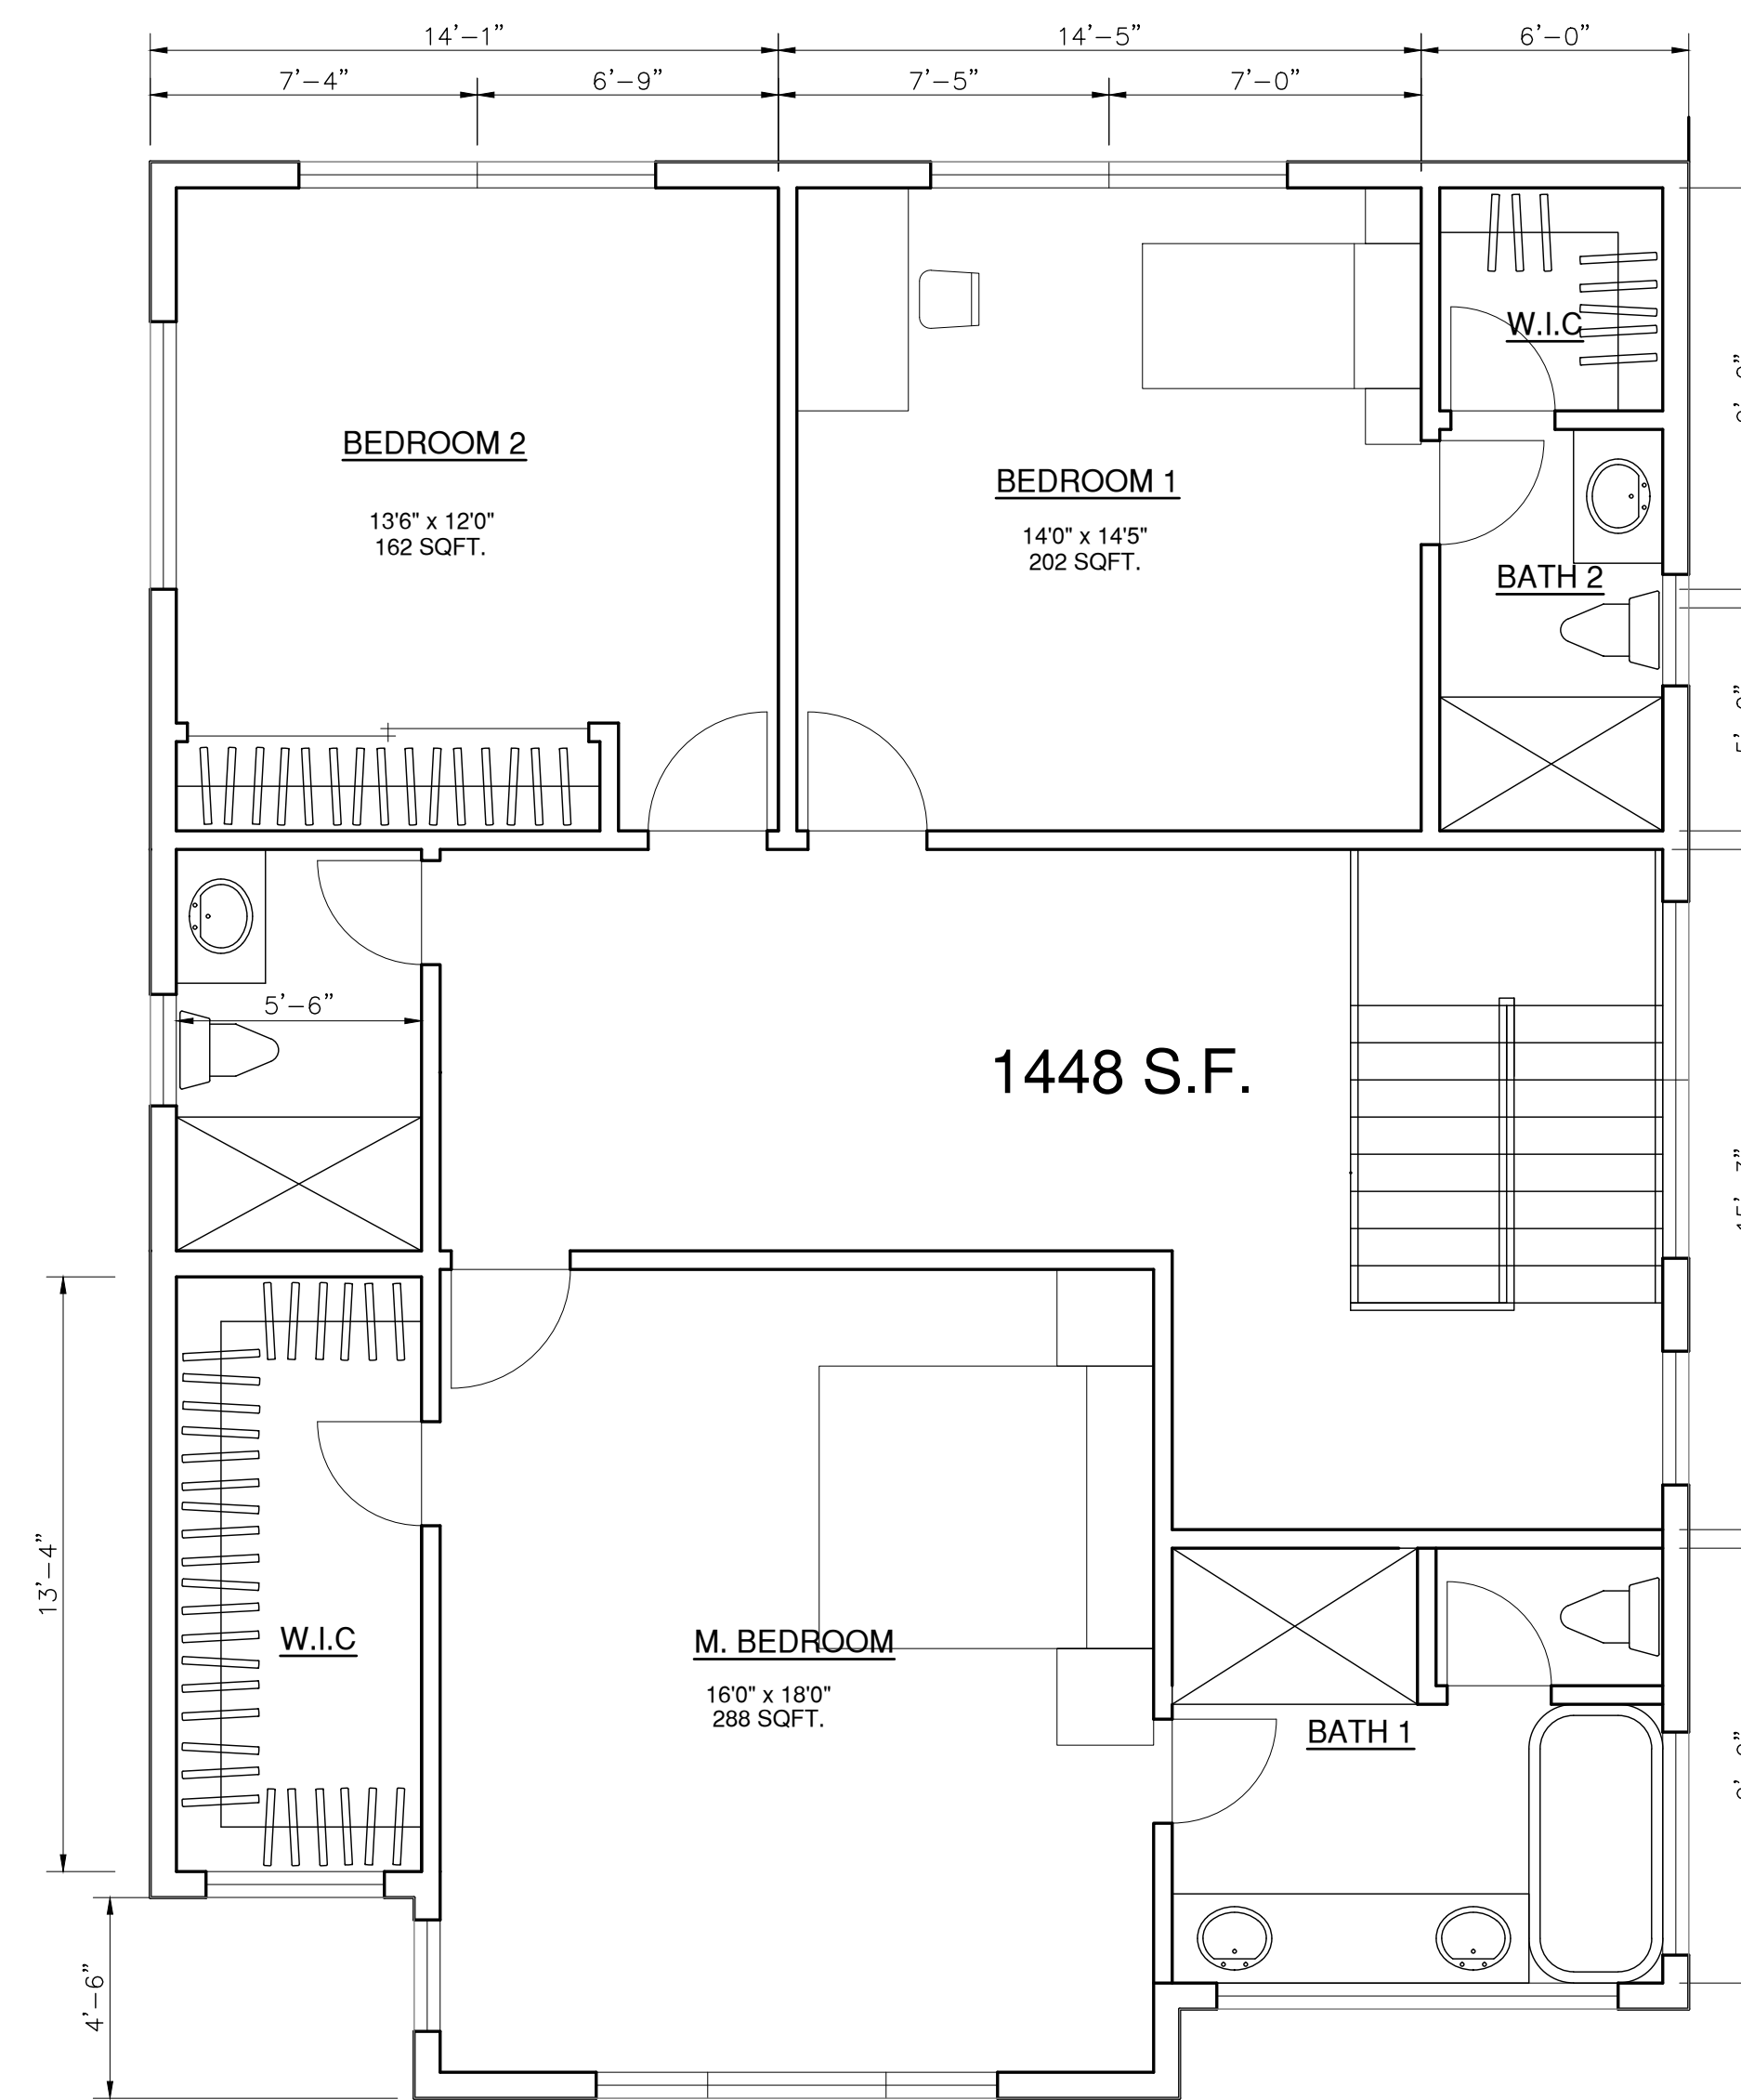 14'-1" 14'-5" 6'-0"
7'-4" 6'-9" 7'-5" 7'-0"
W.I.C
BEDROOM 2
13'6" x 12'0"
162 SQFT.
BEDROOM 1
14'0" x 14'5"
202 SQFT.
BATH 2
5'-6"
1448 S.F.
13'-4"
W.I.C
M. BEDROOM
16'0" x 18'0"
288 SQFT.
BATH 1
4'-6"